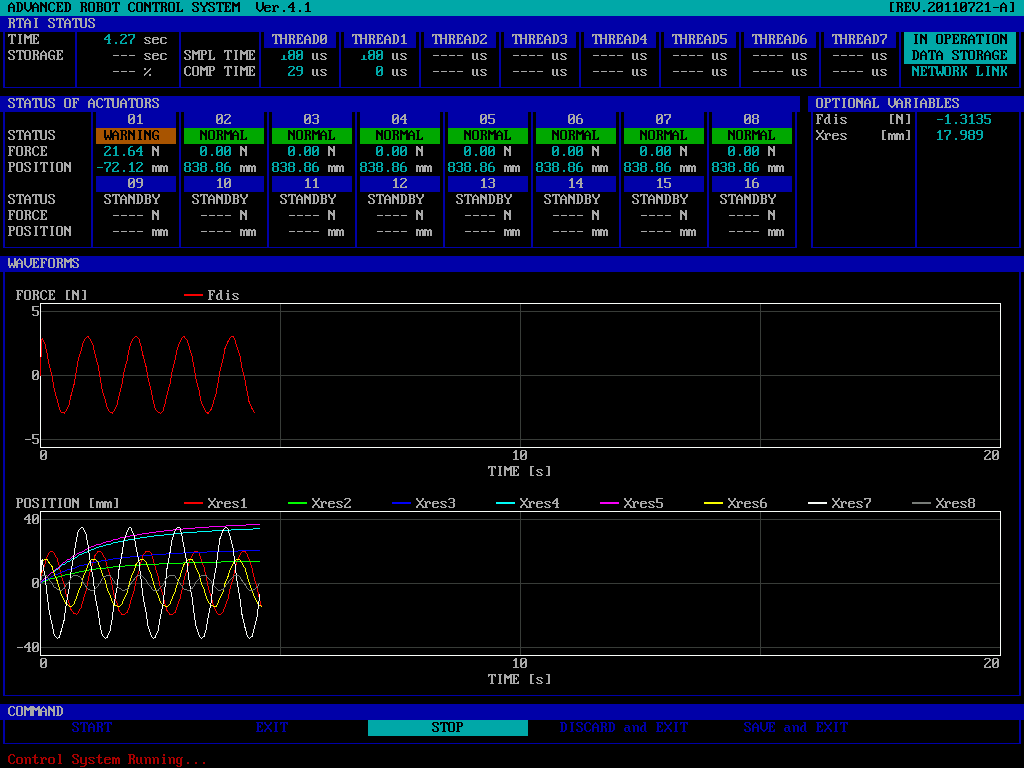 ADVANCED ROBOT CONTROL SYSTEM Ver.4.1 [REV.20110721-A]
RTAI STATUS
TIME 4.27 sec THREAD0 THREAD1 THREAD2 THREAD3 THREAD4 THREAD5 THREAD6 THREAD7 IN OPERATION
STORAGE --- sec SMPL TIME 100 us 100 us ---- us ---- us ---- us ---- us ---- us ---- us DATA STORAGE
--- % COMP TIME 29 us 0 us ---- us ---- us ---- us ---- us ---- us ---- us NETWORK LINK
STATUS OF ACTUATORS OPTIONAL VARIABLES
01 02 03 04 05 06 07 08 Fdis [N] -1.3135
STATUS WARNING NORMAL NORMAL NORMAL NORMAL NORMAL NORMAL NORMAL Xres [mm] 17.989
FORCE 21.64 N 0.00 N 0.00 N 0.00 N 0.00 N 0.00 N 0.00 N 0.00 N
POSITION -72.12 mm 838.86 mm 838.86 mm 838.86 mm 838.86 mm 838.86 mm 838.86 mm 838.86 mm
09 10 11 12 13 14 15 16
STATUS STANDBY STANDBY STANDBY STANDBY STANDBY STANDBY STANDBY STANDBY
FORCE ---- N ---- N ---- N ---- N ---- N ---- N ---- N ---- N
POSITION ---- mm ---- mm ---- mm ---- mm ---- mm ---- mm ---- mm ---- mm
WAVEFORMS
FORCE [N] Fdis
5
0
-5
0 10 20
TIME [s]
POSITION [mm] Xres1 Xres2 Xres3 Xres4 Xres5 Xres6 Xres7 Xres8
40
0
-40
0 10 20
TIME [s]
COMMAND
START EXIT STOP DISCARD and EXIT SAVE and EXIT
Control System Running...